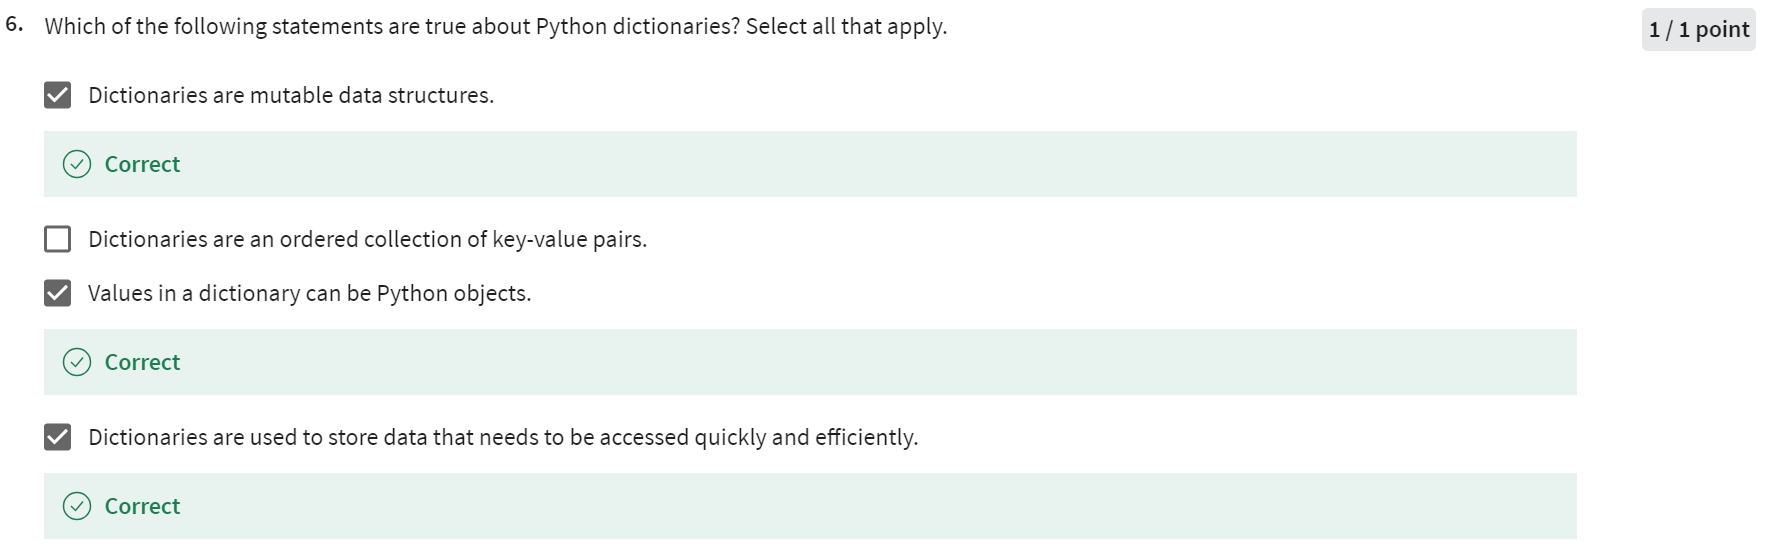 6. Which of the following statements are true about Python dictionaries? Select all that apply. 1 / 1 point
Dictionaries are mutable data structures.
Correct
Dictionaries are an ordered collection of key-value pairs.
Values in a dictionary can be Python objects.
Correct
Dictionaries are used to store data that needs to be accessed quickly and efficiently.
Correct